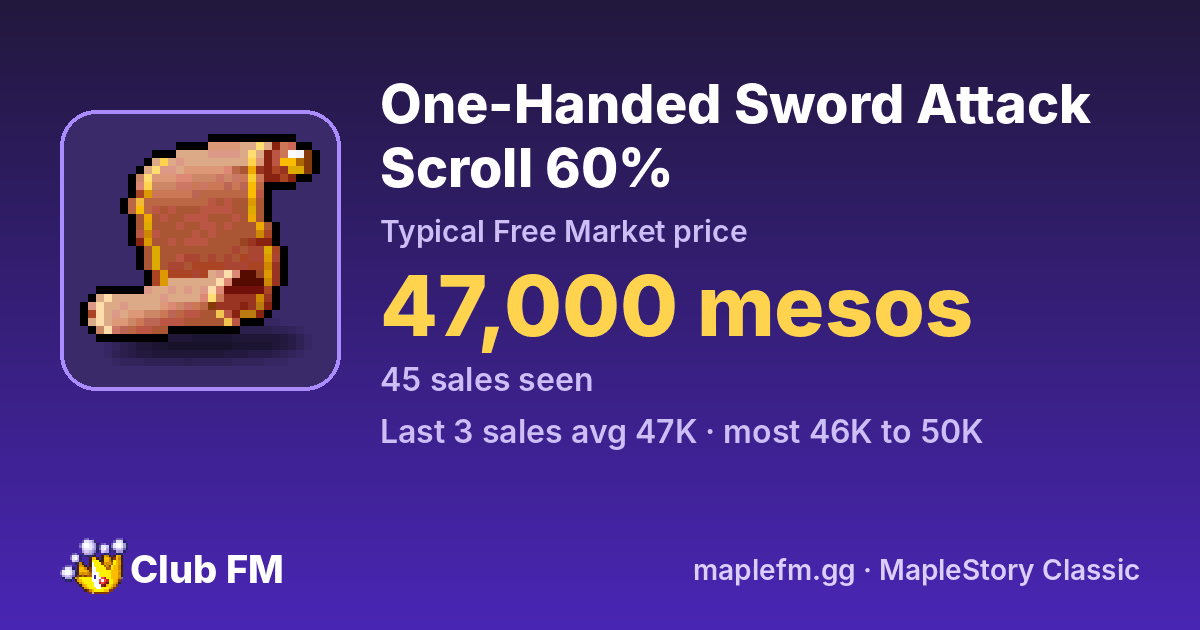 One-Handed Sword Attack
Scroll 60%
Typical Free Market price
47,000 mesos
45 sales seen
Last 3 sales avg 47K · most 46K to 50K
Club FM
maplefm.gg · MapleStory Classic